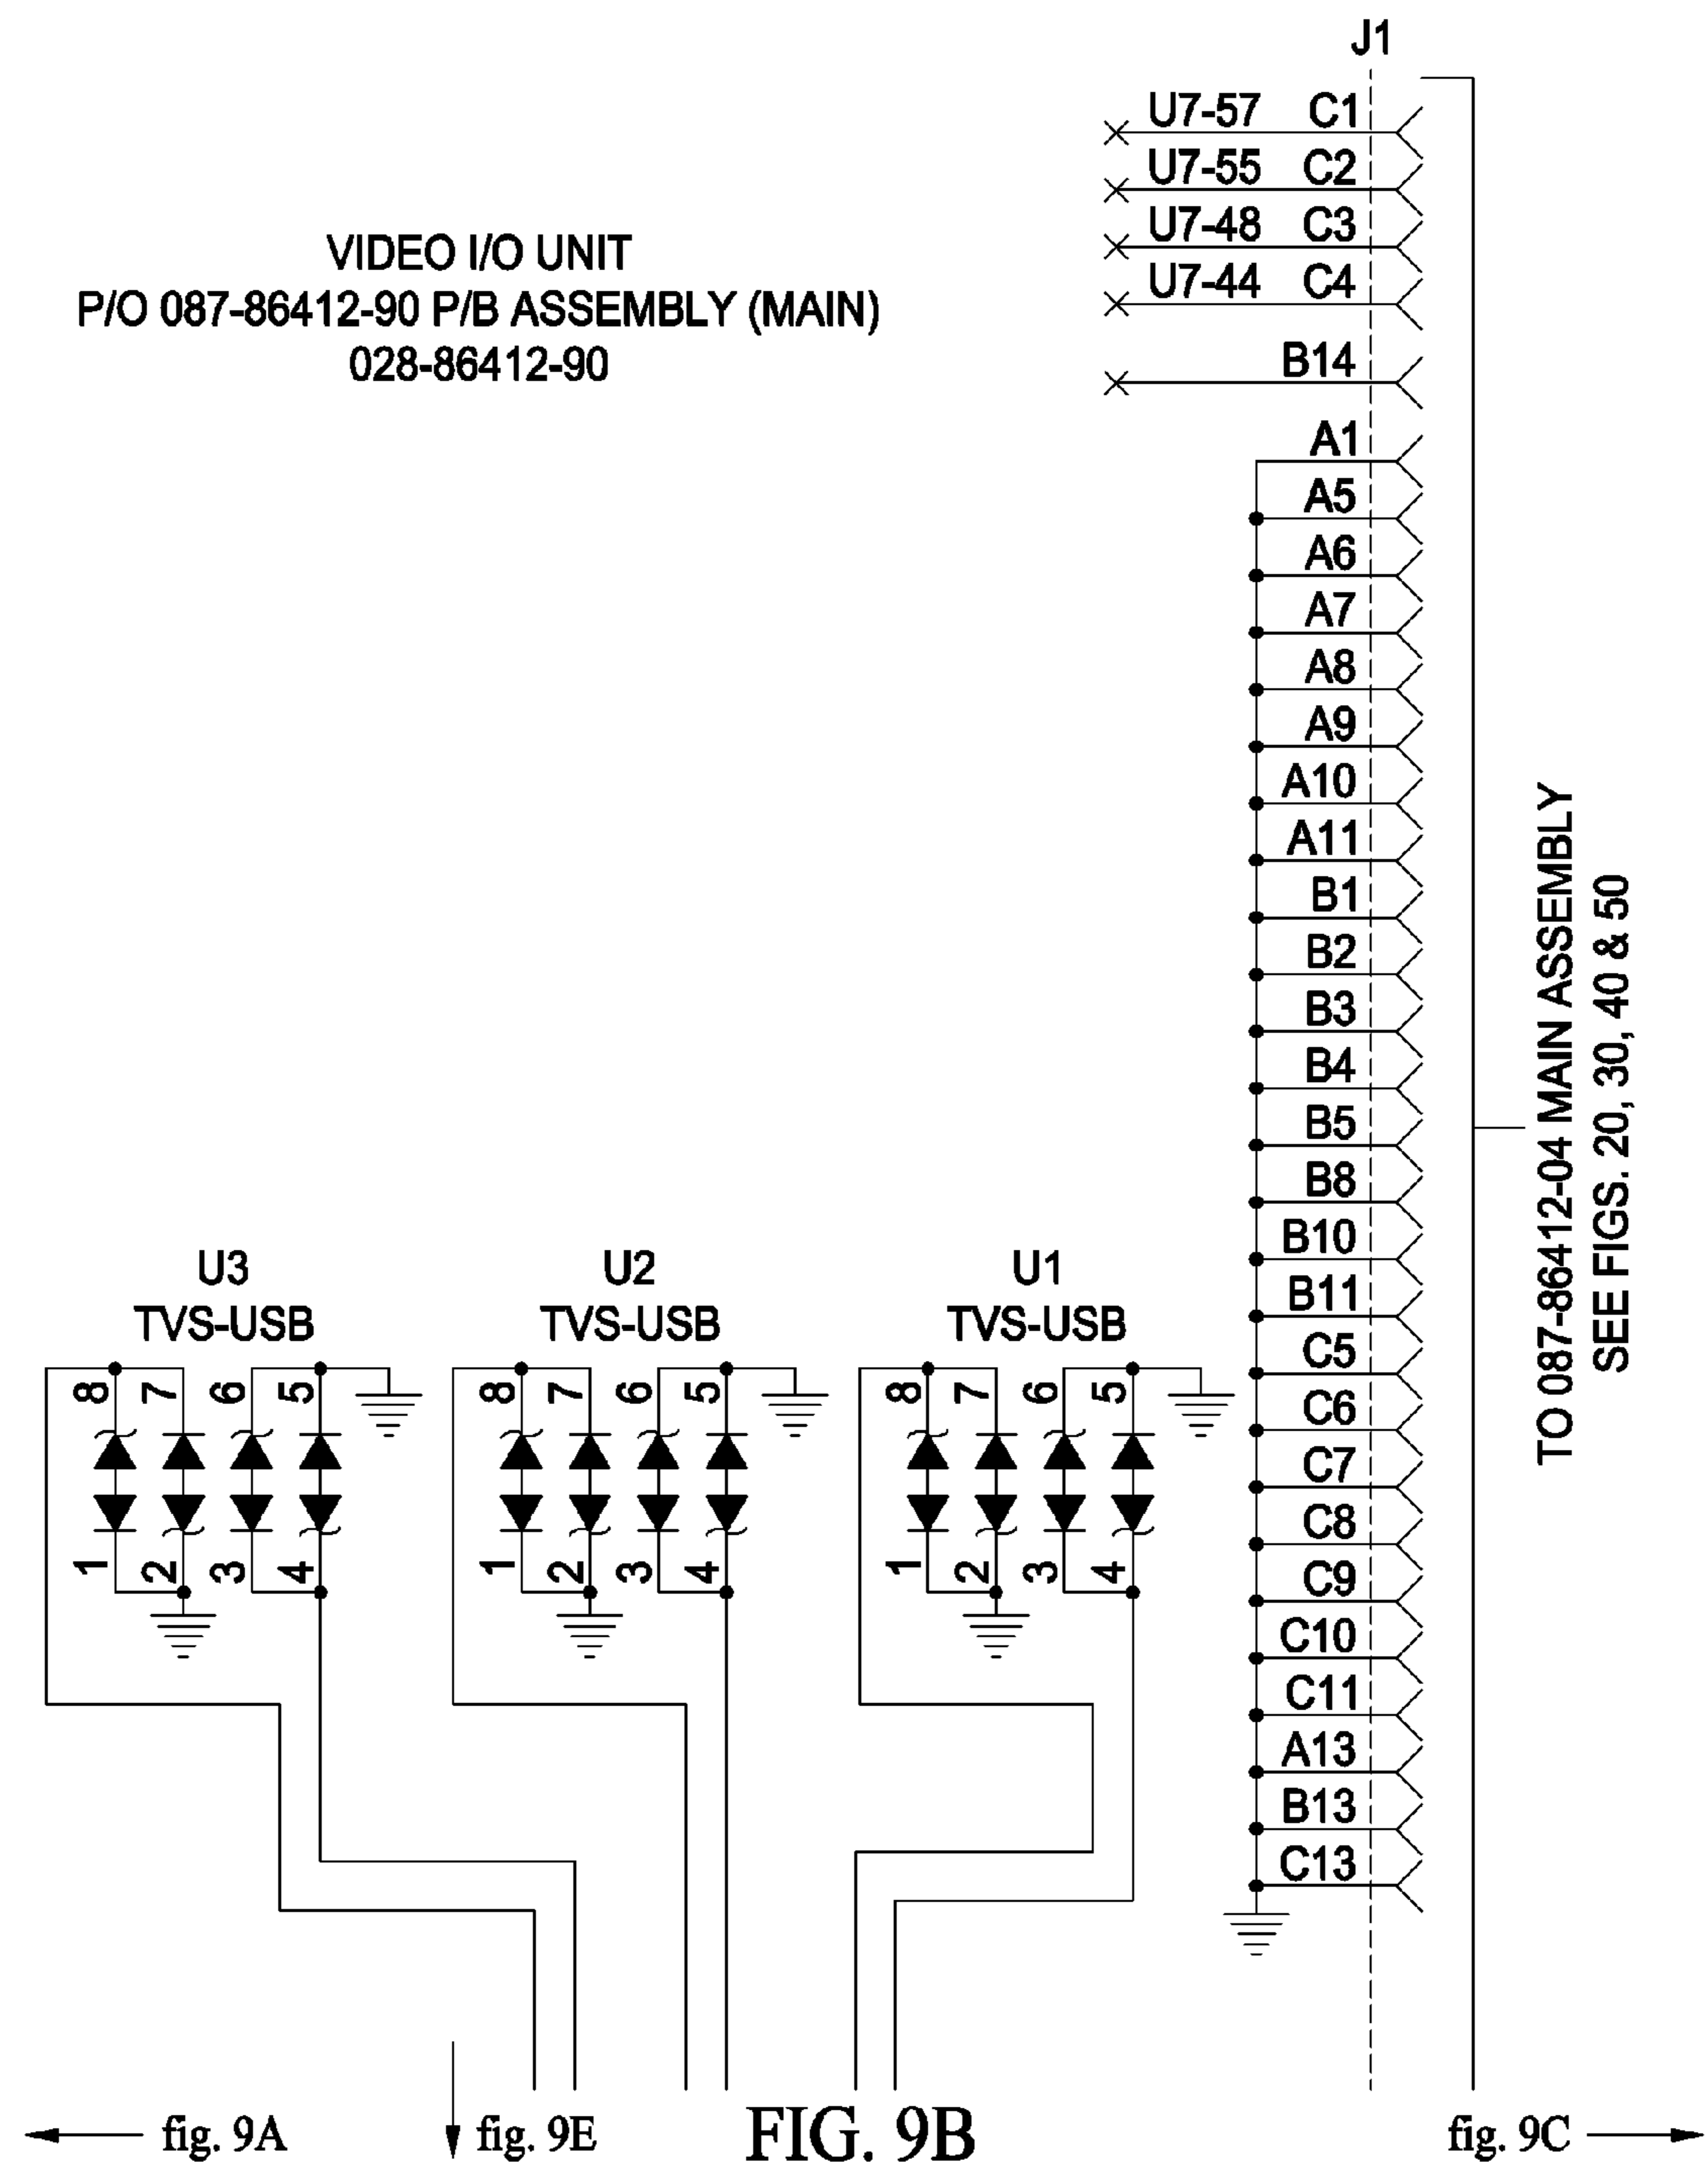 J1
U7-57 C1
U7-55 C2
U7-48 C3
U7-44 C4
B14
VIDEO I/O UNIT
P/O 087-86412-90 P/B ASSEMBLY (MAIN)
028-86412-90
A1
A5
A6
A7
A8
A9
A10
A11
B1
B2
B3
B4
B5
B8
B10
B11
C5
C6
C7
C8
C9
C10
C11
A13
B13
C13
TO 087-86412-04 MAIN ASSEMBLY
SEE FIGS. 20, 30, 40 & 50
U3
TVS-USB
8 7 6 5
1 2 3 4
U2
TVS-USB
8 7 6 5
1 2 3 4
U1
TVS-USB
8 7 6 5
1 2 3 4
fig. 9A
fig. 9E
FIG. 9B
fig. 9C